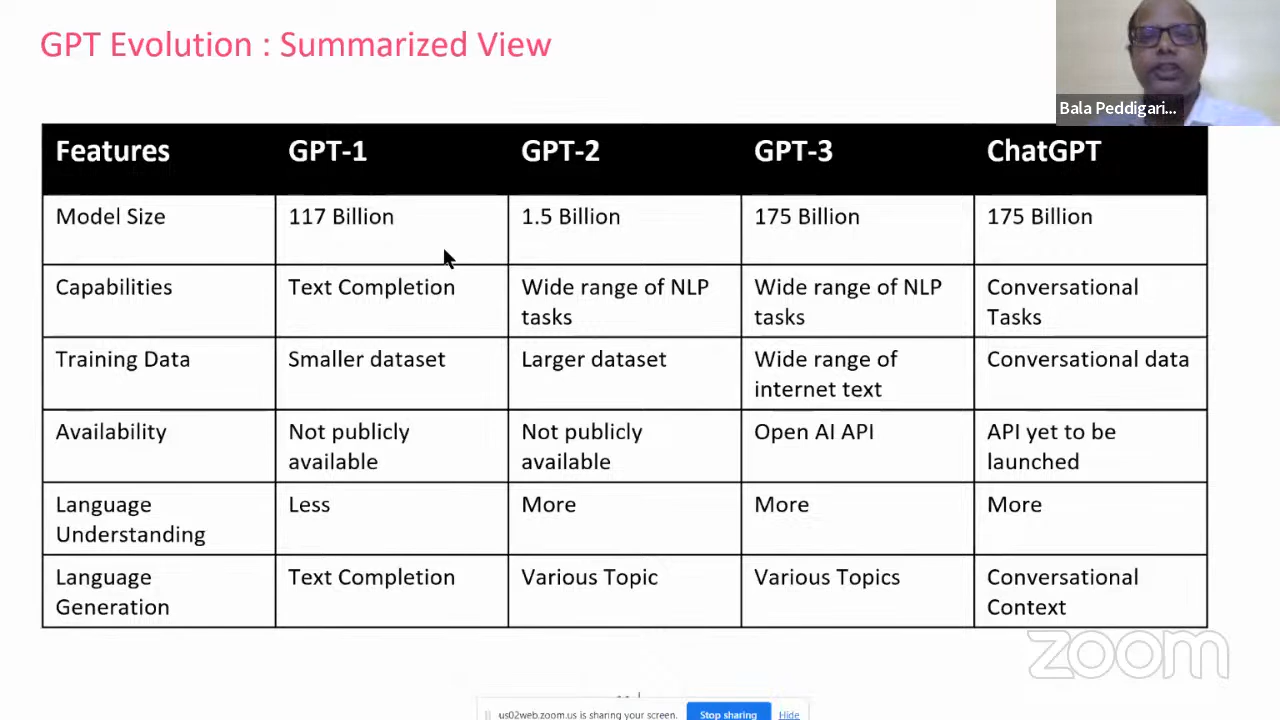 GPT Evolution : Summarized View
Bala Peddigari...
Features GPT-1 GPT-2 GPT-3 ChatGPT
Model Size 117 Billion 1.5 Billion 175 Billion 175 Billion
Capabilities Text Completion Wide range of NLP tasks Wide range of NLP tasks Conversational Tasks
Training Data Smaller dataset Larger dataset Wide range of internet text Conversational data
Availability Not publicly available Not publicly available Open AI API API yet to be launched
Language Understanding Less More More More
Language Generation Text Completion Various Topic Various Topics Conversational Context
zoom
us02web.zoom.us is sharing your screen. Stop sharing Hide